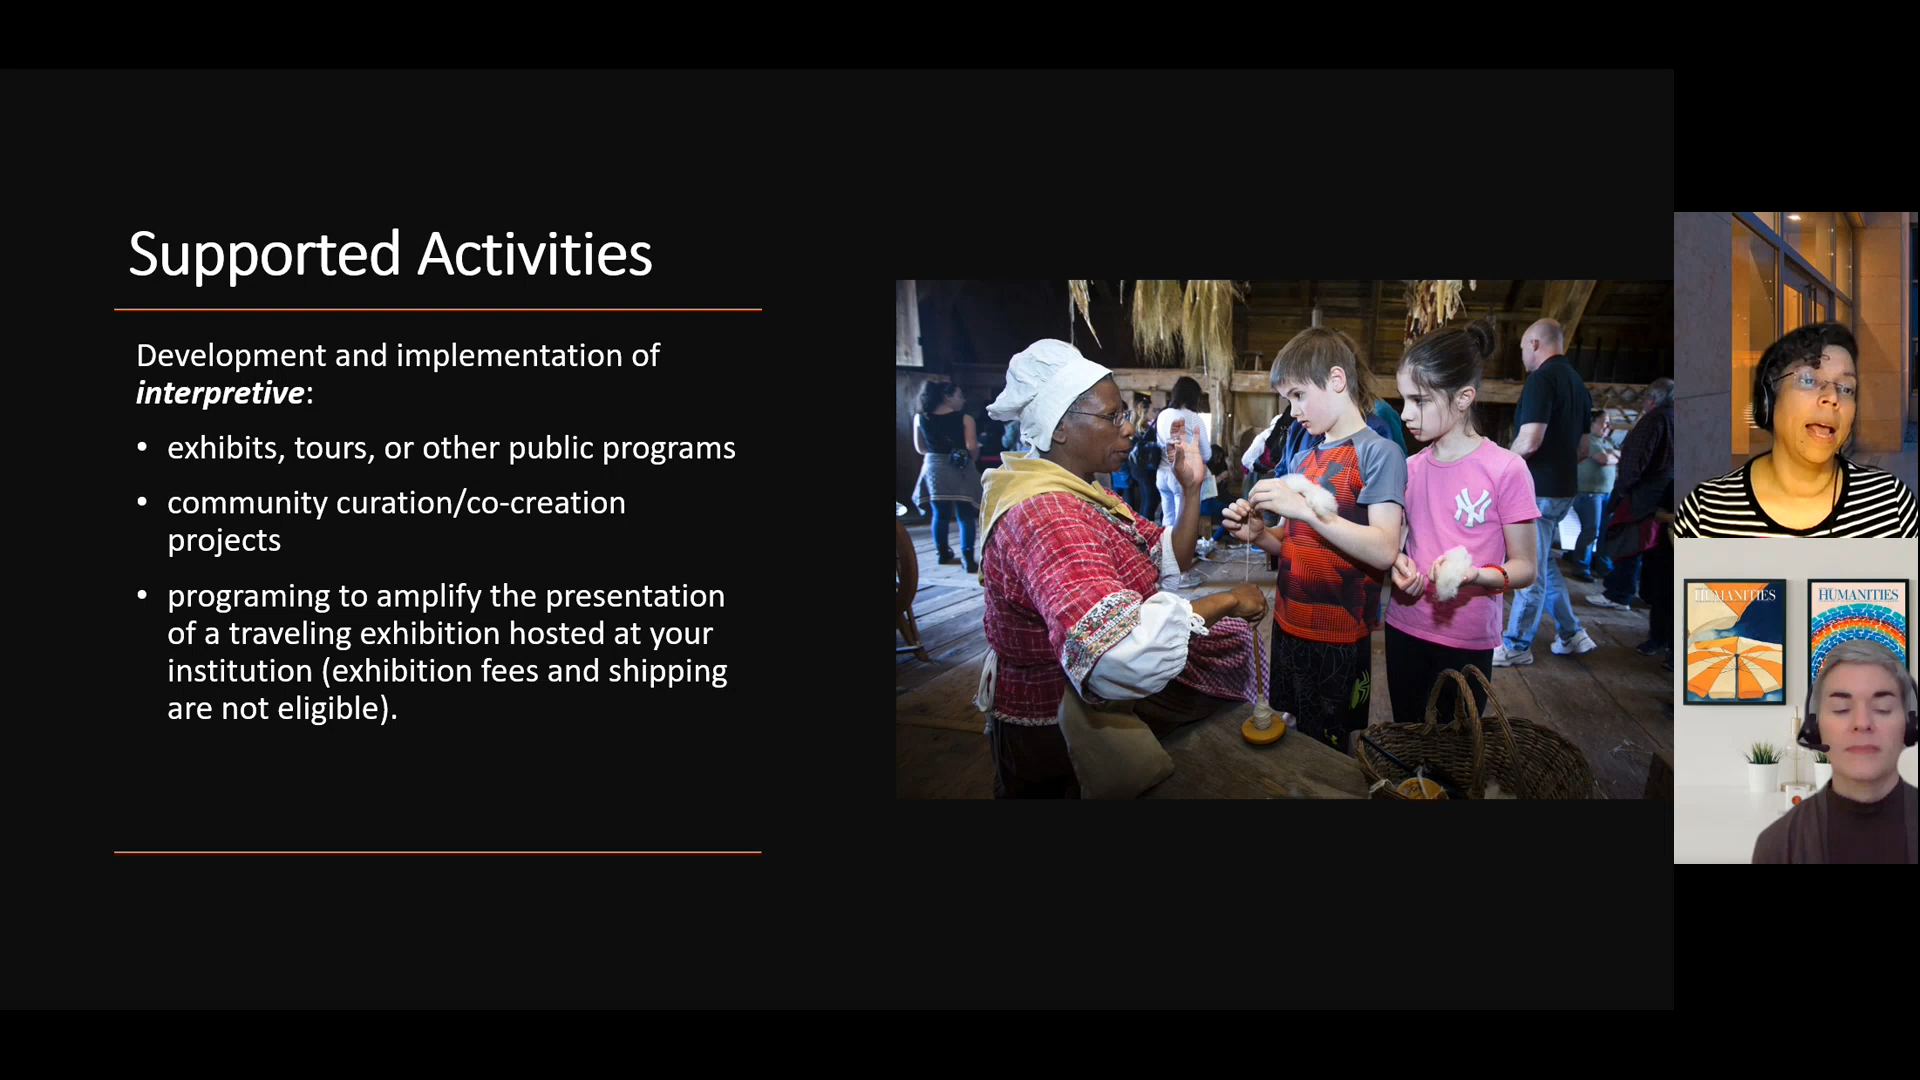 Supported Activities
Development and implementation of
interpretive:
• exhibits, tours, or other public programs
• community curation/co-creation
projects
• programing to amplify the presentation
of a traveling exhibition hosted at your
institution (exhibition fees and shipping
are not eligible).
NY
HUMANITIES
HUMANITIES